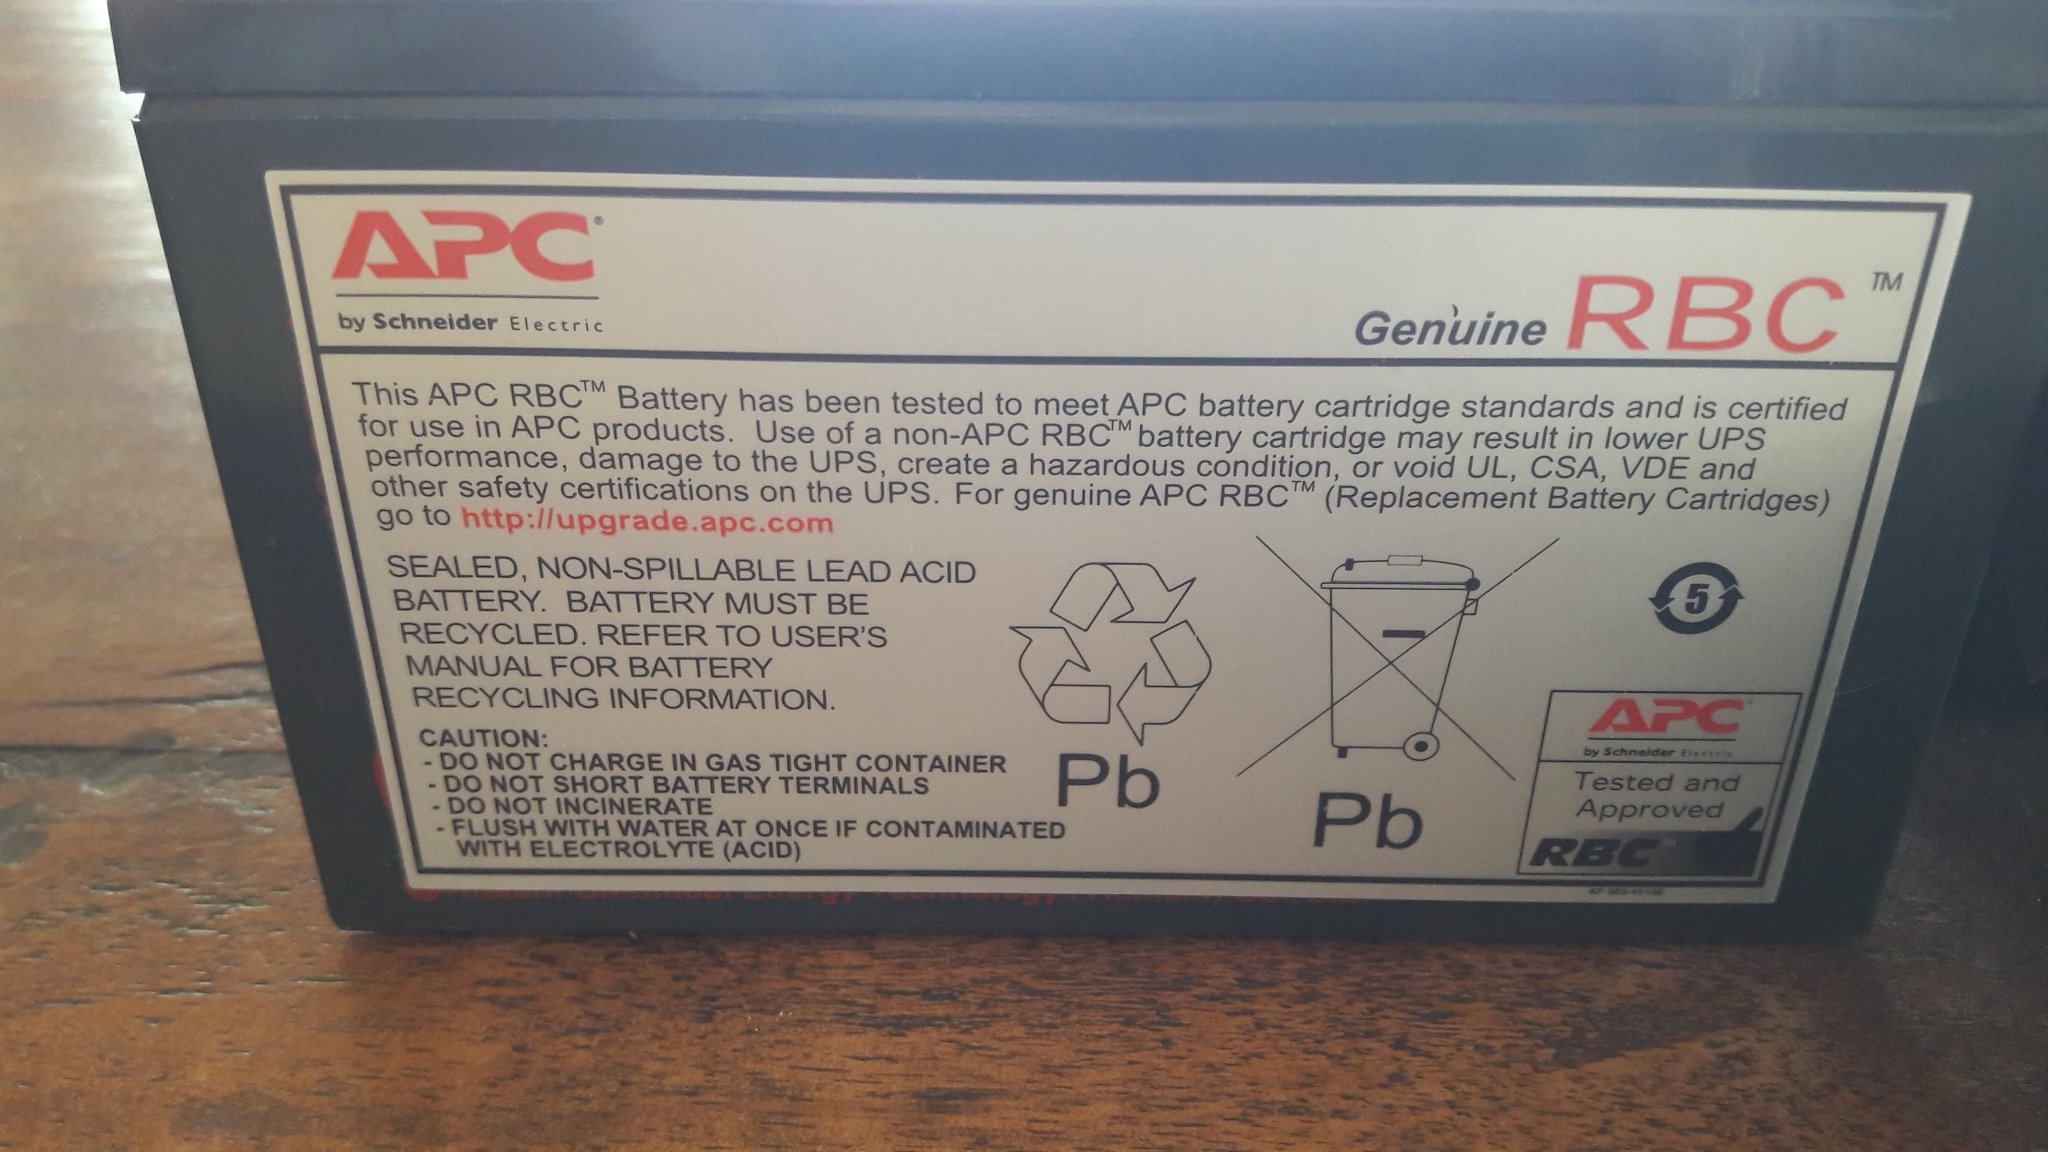 APC®
by Schneider Electric
Genuine RBC™
This APC RBC™ Battery has been tested to meet APC battery cartridge standards and is certified
for use in APC products. Use of a non-APC RBC™ battery cartridge may result in lower UPS
performance, damage to the UPS, create a hazardous condition, or void UL, CSA, VDE and
other safety certifications on the UPS. For genuine APC RBC™ (Replacement Battery Cartridges)
go to http://upgrade.apc.com
SEALED, NON-SPILLABLE LEAD ACID
BATTERY. BATTERY MUST BE
RECYCLED. REFER TO USER'S
MANUAL FOR BATTERY
RECYCLING INFORMATION.
CAUTION:
- DO NOT CHARGE IN GAS TIGHT CONTAINER
- DO NOT SHORT BATTERY TERMINALS
- DO NOT INCINERATE
- FLUSH WITH WATER AT ONCE IF CONTAMINATED
WITH ELECTROLYTE (ACID)
Pb
Pb
5
APC
by Schneider Electric
Tested and
Approved
RBC™
Energy Technology